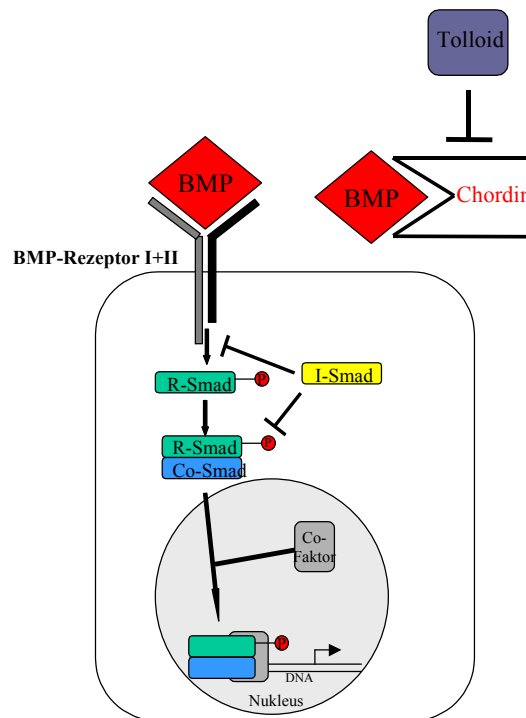 Tolloid
BMP
BMP
Chordin
BMP-Rezeptor I+II
R-Smad
P
I-Smad
R-Smad
P
Co-Smad
Co-
Faktor
P
DNA
Nukleus